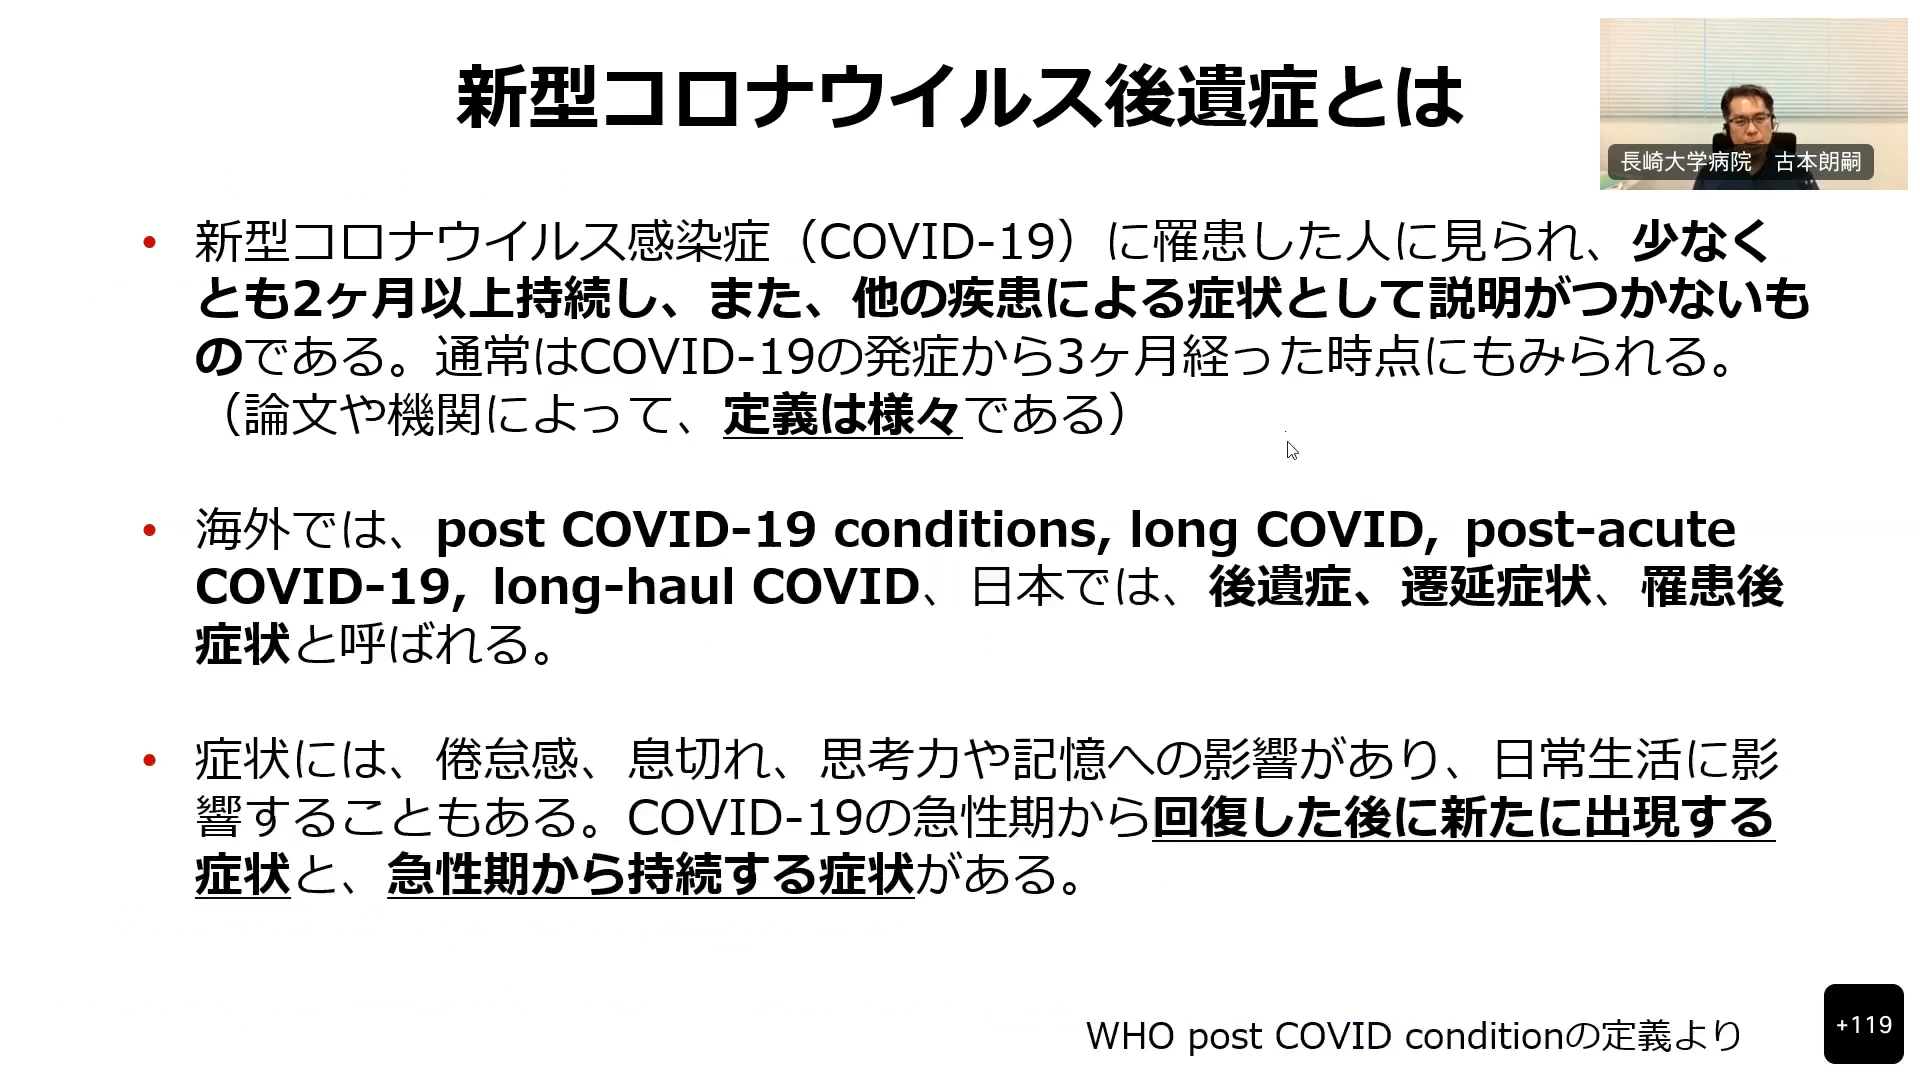 新型コロナウイルス後遺症とは
長崎大学病院　古本朗嗣
• 新型コロナウイルス感染症（COVID-19）に罹患した人に見られ、少なく
とも2ヶ月以上持続し、また、他の疾患による症状として説明がつかないも
のである。通常はCOVID-19の発症から3ヶ月経った時点にもみられる。
（論文や機関によって、定義は様々である）
• 海外では、post COVID-19 conditions, long COVID, post-acute
COVID-19, long-haul COVID、日本では、後遺症、遷延症状、罹患後
症状と呼ばれる。
• 症状には、倦怠感、息切れ、思考力や記憶への影響があり、日常生活に影
響することもある。COVID-19の急性期から回復した後に新たに出現する
症状と、急性期から持続する症状がある。
WHO post COVID conditionの定義より
+119